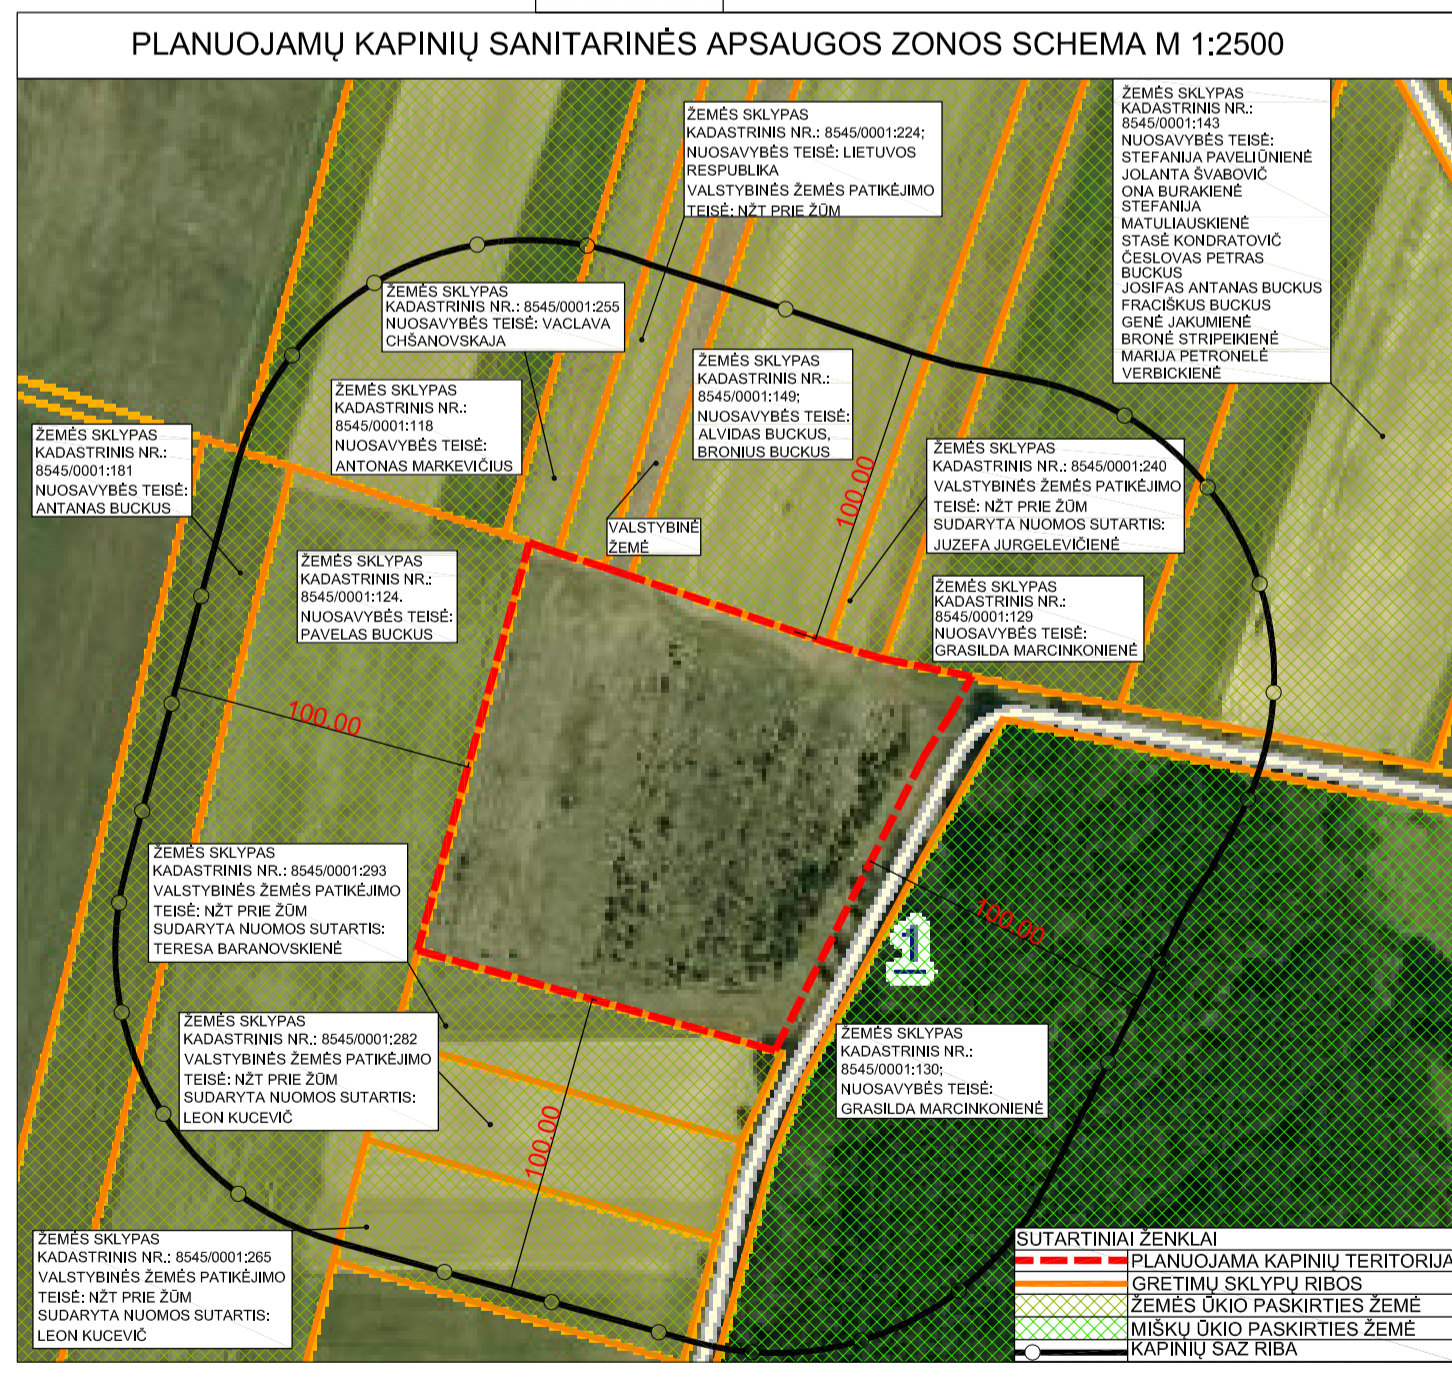 PLANUOJAMŲ KAPINIŲ SANITARINĖS APSAUGOS ZONOS SCHEMA M 1:2500
ŽEMĖS SKLYPAS
KADASTRINIS NR.: 8545/0001:224;
NUOSAVYBĖS TEISĖ: LIETUVOS
RESPUBLIKA
VALSTYBINĖS ŽEMĖS PATIKĖJIMO
TEISĖ: NŽT PRIE ŽŪM
ŽEMĖS SKLYPAS
KADASTRINIS NR.:
8545/0001:143
NUOSAVYBĖS TEISĖ:
STEFANIJA PAVELIŪNIENĖ
JOLANTA ŠVABOVIČ
ONA BURAKIENĖ
STEFANIJA
MATULIAUSKIENĖ
STASĖ KONDRATOVIČ
ČESLOVAS PETRAS
BUCKUS
JOSIFAS ANTANAS BUCKUS
FRACIŠKUS BUCKUS
GENĖ JAKUMIENĖ
BRONĖ STRIPEIKIENĖ
MARIJA PETRONELĖ
VERBICKIENĖ
ŽEMĖS SKLYPAS
KADASTRINIS NR.: 8545/0001:255
NUOSAVYBĖS TEISĖ: VACLAVA
CHŠANOVSKAJA
ŽEMĖS SKLYPAS
KADASTRINIS NR.:
8545/0001:149;
NUOSAVYBĖS TEISĖ:
ALVIDAS BUCKUS,
BRONIUS BUCKUS
ŽEMĖS SKLYPAS
KADASTRINIS NR.:
8545/0001:118
NUOSAVYBĖS TEISĖ:
ANTONAS MARKEVIČIUS
ŽEMĖS SKLYPAS
KADASTRINIS NR.:
8545/0001:181
NUOSAVYBĖS TEISĖ:
ANTANAS BUCKUS
ŽEMĖS SKLYPAS
KADASTRINIS NR.: 8545/0001:240
VALSTYBINĖS ŽEMĖS PATIKĖJIMO
TEISĖ: NŽT PRIE ŽŪM
SUDARYTA NUOMOS SUTARTIS:
JUZEFA JURGELEVIČIENĖ
100.00
VALSTYBINĖ
ŽEMĖ
ŽEMĖS SKLYPAS
KADASTRINIS NR.:
8545/0001:124.
NUOSAVYBĖS TEISĖ:
PAVELAS BUCKUS
ŽEMĖS SKLYPAS
KADASTRINIS NR.:
8545/0001:129
NUOSAVYBĖS TEISĖ:
GRASILDA MARCINKONIENĖ
100.00
ŽEMĖS SKLYPAS
KADASTRINIS NR.: 8545/0001:293
VALSTYBINĖS ŽEMĖS PATIKĖJIMO
TEISĖ: NŽT PRIE ŽŪM
SUDARYTA NUOMOS SUTARTIS:
TERESA BARANOVSKIENĖ
100.00
1
ŽEMĖS SKLYPAS
KADASTRINIS NR.: 8545/0001:282
VALSTYBINĖS ŽEMĖS PATIKĖJIMO
TEISĖ: NŽT PRIE ŽŪM
SUDARYTA NUOMOS SUTARTIS:
LEON KUCEVIČ
ŽEMĖS SKLYPAS
KADASTRINIS NR.:
8545/0001:130;
NUOSAVYBĖS TEISĖ:
GRASILDA MARCINKONIENĖ
100.00
ŽEMĖS SKLYPAS
KADASTRINIS NR.: 8545/0001:265
VALSTYBINĖS ŽEMĖS PATIKĖJIMO
TEISĖ: NŽT PRIE ŽŪM
SUDARYTA NUOMOS SUTARTIS:
LEON KUCEVIČ
SUTARTINIAI ŽENKLAI
PLANUOJAMA KAPINIŲ TERITORIJA
GRETIMŲ SKLYPŲ RIBOS
ŽEMĖS ŪKIO PASKIRTIES ŽEMĖ
MIŠKŲ ŪKIO PASKIRTIES ŽEMĖ
KAPINIŲ SAZ RIBA